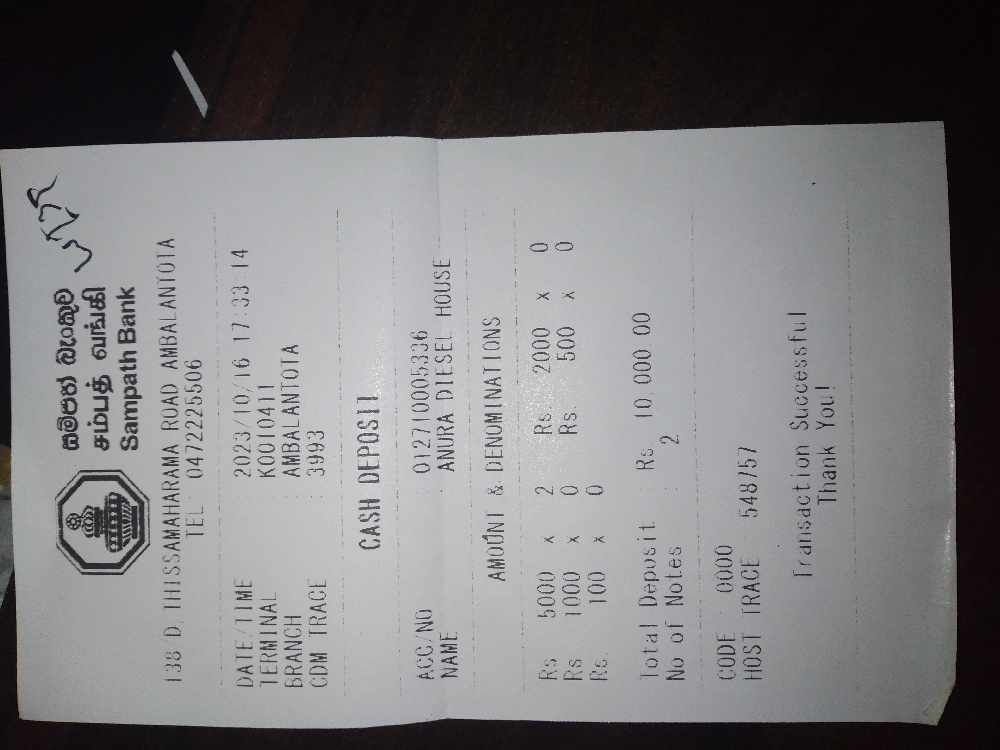 සම්පත් බැංකුව
சம்பத் வங்கி
Sampath Bank
138 D, THISSAMAHARAMA ROAD AMBALANTOTA
TEL : 0472225506
DATE/TIME : 2023/10/16 17:33:14
TERMINAL : K0010411
BRANCH : AMBALANTOTA
CDM TRACE : 3993
CASH DEPOSIT
ACC/NO : 012710005336
NAME : ANURA DIESEL HOUSE
AMOUNT & DENOMINATIONS
Rs. 5000 x 2 Rs. 2000 x 0
Rs. 1000 x 0 Rs. 500 x 0
Rs. 100 x 0
Total Deposit : Rs. 10,000.00
No of Notes : 2
CODE : 0000
HOST TRACE : 548757
Transaction Successful
Thank You!